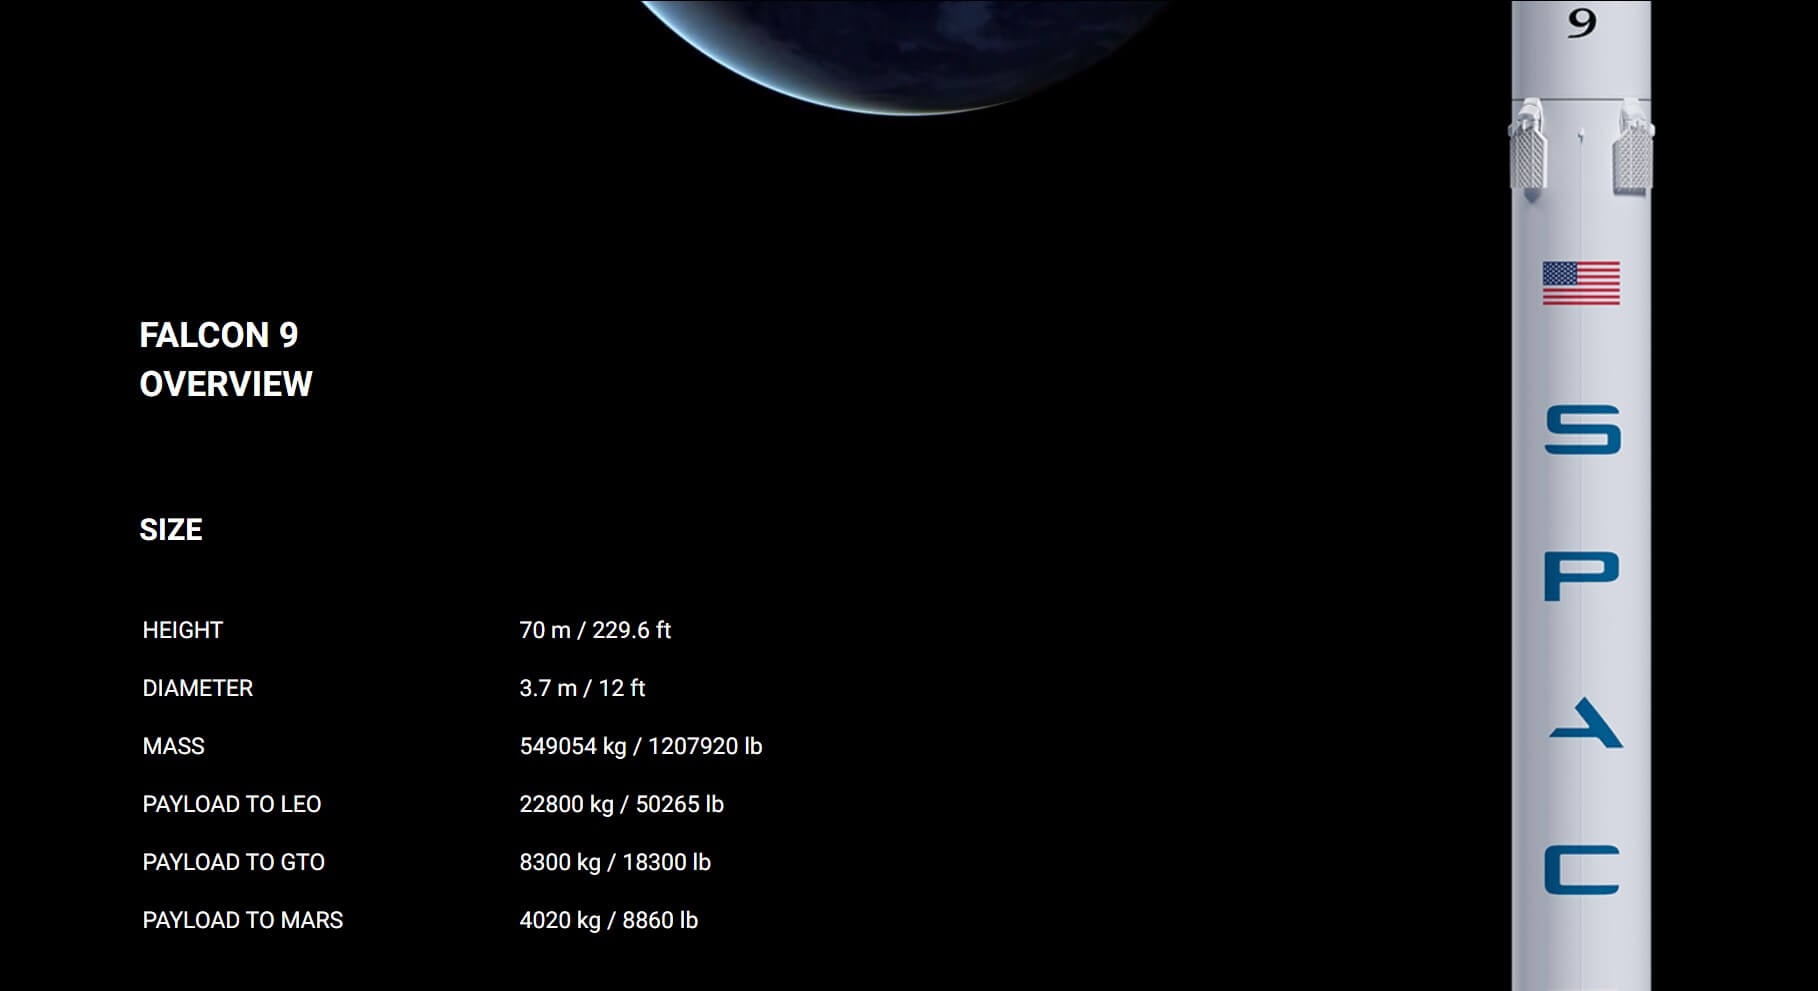 9
FALCON 9
OVERVIEW
SIZE
HEIGHT 70 m / 229.6 ft
DIAMETER 3.7 m / 12 ft
MASS 549054 kg / 1207920 lb
PAYLOAD TO LEO 22800 kg / 50265 lb
PAYLOAD TO GTO 8300 kg / 18300 lb
PAYLOAD TO MARS 4020 kg / 8860 lb
S
P
A
C